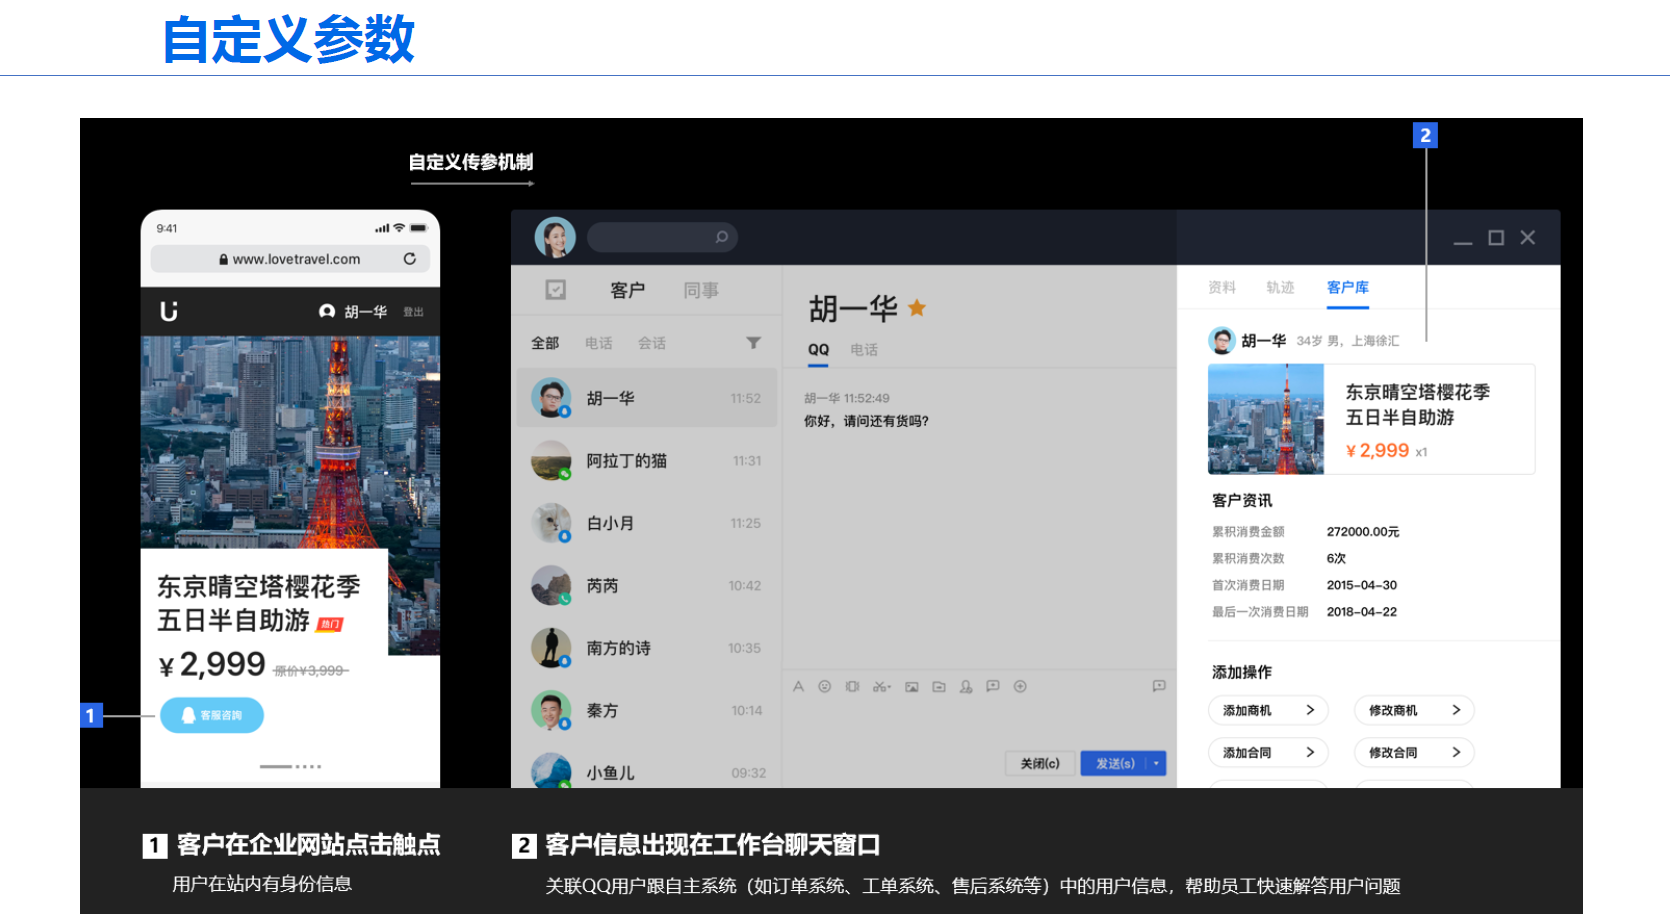 自定义参数
自定义传参机制
2
9:41
www.lovetravel.com
胡一华 登出
东京晴空塔樱花季
五日半自助游 热门
¥2,999 原价¥3,999
1
客服咨詢
客户 同事
全部 电话 会话
胡一华 11:52
阿拉丁的猫 11:31
白小月 11:25
芮芮 10:42
南方的诗 10:35
秦方 10:14
小鱼儿 09:32
胡一华
QQ 电话
胡一华 11:52:49
你好，请问还有货吗?
关闭(c) 发送(s)
资料 轨迹 客户库
胡一华 34岁 男，上海徐汇
东京晴空塔樱花季
五日半自助游
¥2,999 x1
客户资讯
累积消费金额 272000.00元
累积消费次数 6次
首次消费日期 2015-04-30
最后一次消费日期 2018-04-22
添加操作
添加商机 修改商机
添加合同 修改合同
1 客户在企业网站点击触点
用户在站内有身份信息
2 客户信息出现在工作台聊天窗口
关联QQ用户跟自主系统（如订单系统、工单系统、售后系统等）中的用户信息，帮助员工快速解答用户问题